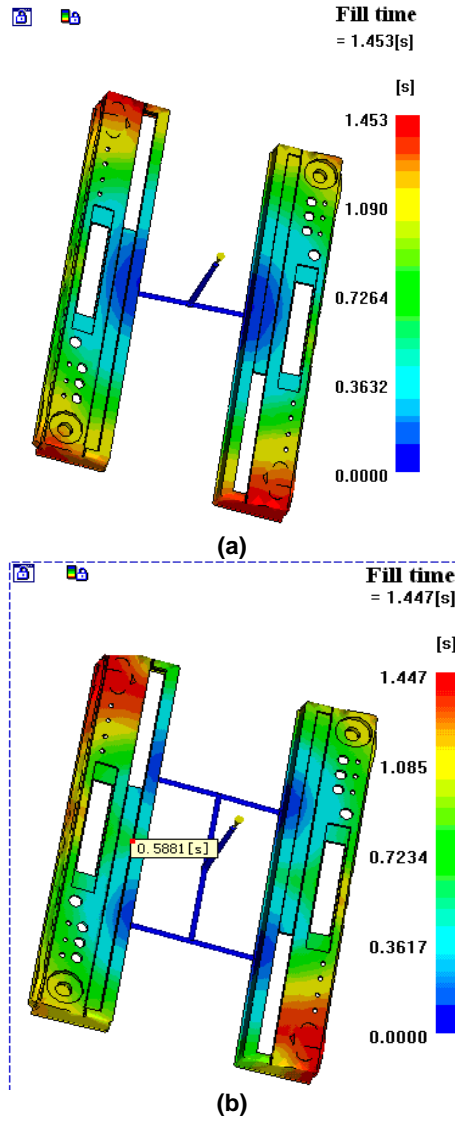 Fill time
= 1.453[s]
[s]
1.453
1.090
0.7264
0.3632
0.0000
(a)
Fill time
= 1.447[s]
[s]
1.447
1.085
0.5881[s]
0.7234
0.3617
0.0000
(b)